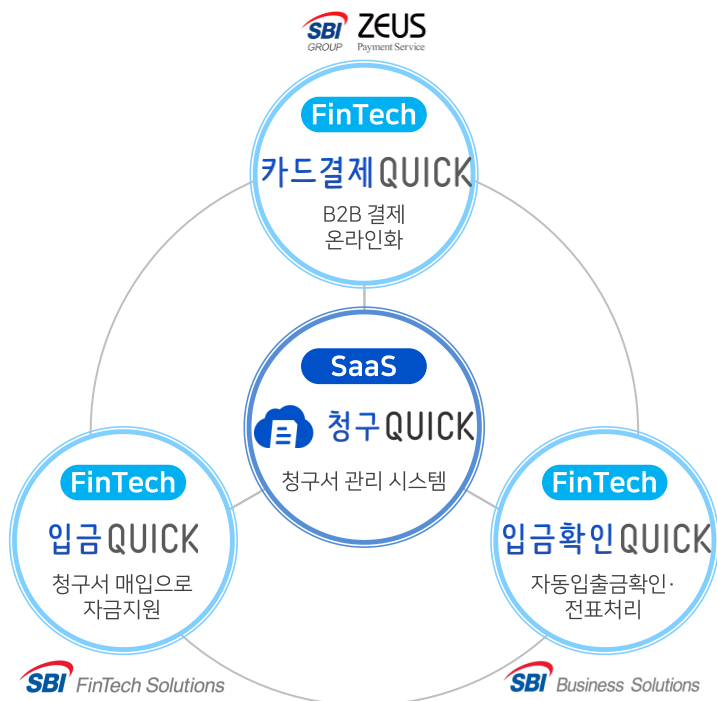 SBI GROUP ZEUS Payment Service
FinTech
카드결제QUICK
B2B 결제
온라인화
SaaS
청구QUICK
청구서 관리 시스템
FinTech
입금QUICK
청구서 매입으로
자금지원
FinTech
입금확인QUICK
자동입출금확인·
전표처리
SBI FinTech Solutions
SBI Business Solutions